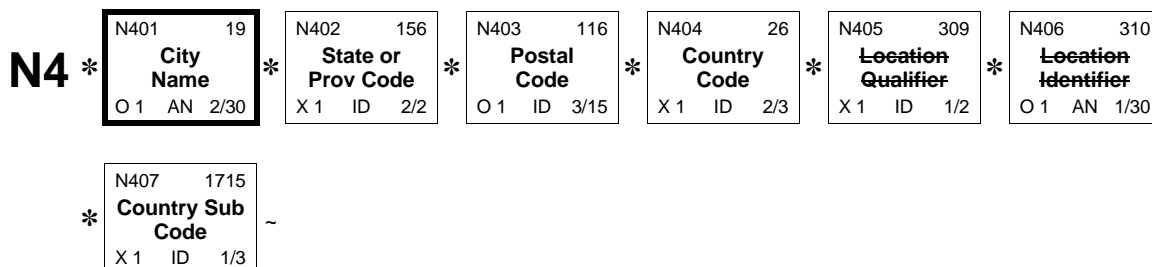 N401 19 N402 156 N403 116 N404 26 N405 309 N406 310
N4 * City Name * State or Prov Code * Postal Code * Country Code * Location Qualifier * Location Identifier
O 1 AN 2/30 X 1 ID 2/2 O 1 ID 3/15 X 1 ID 2/3 X 1 ID 1/2 O 1 AN 1/30
N407 1715
* Country Sub Code ~
X 1 ID 1/3